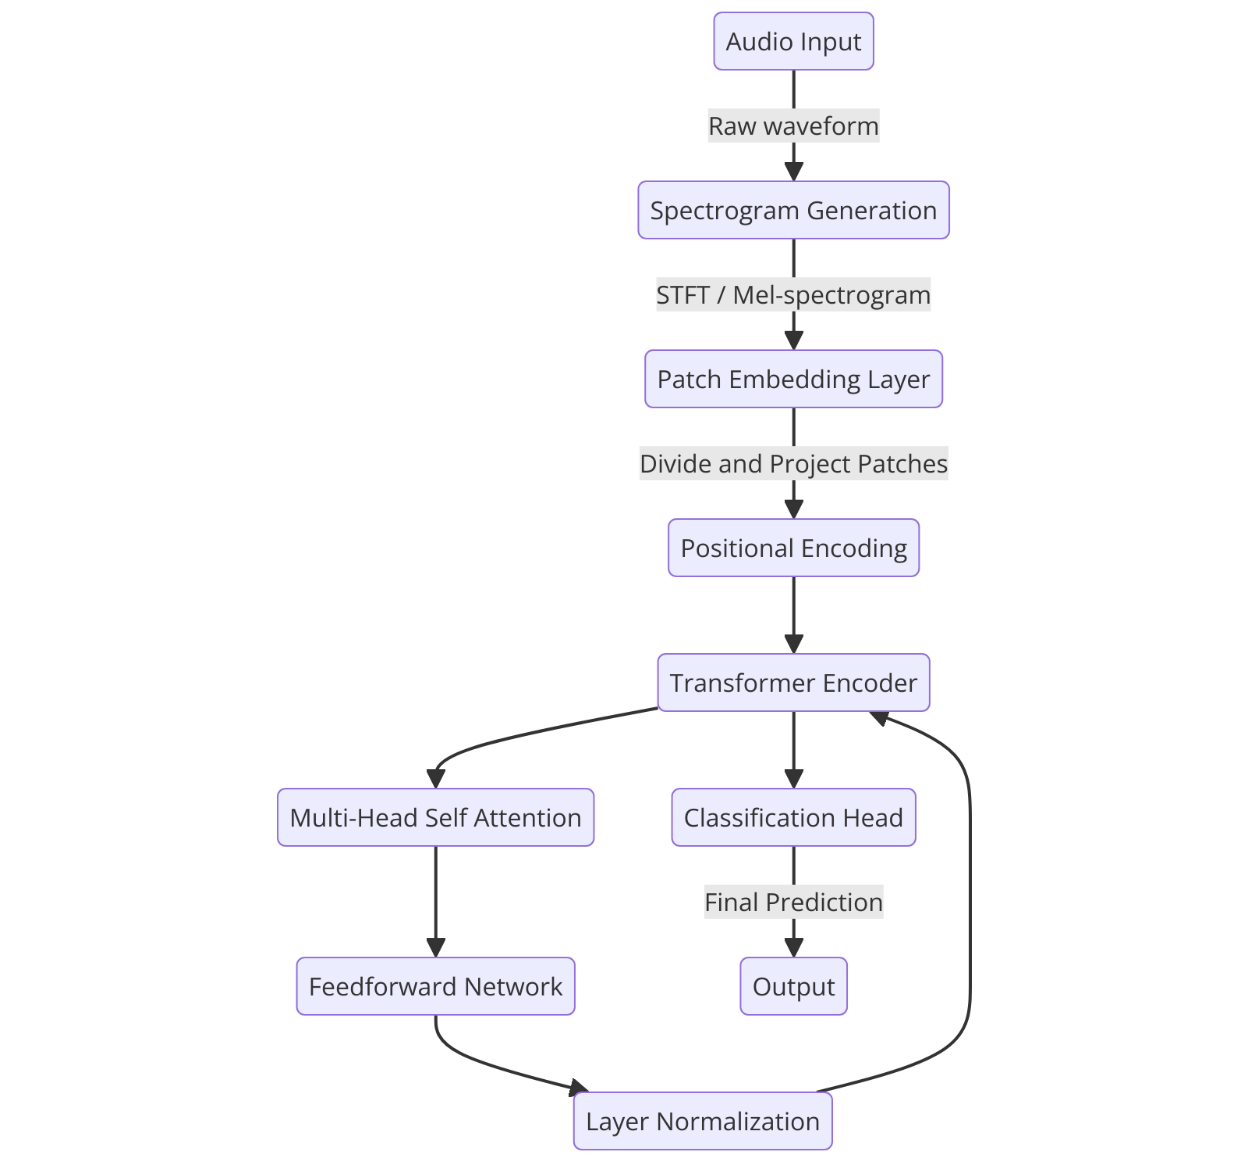 Audio Input
Raw waveform
Spectrogram Generation
STFT / Mel-spectrogram
Patch Embedding Layer
Divide and Project Patches
Positional Encoding
Transformer Encoder
Multi-Head Self Attention
Classification Head
Final Prediction
Feedforward Network
Output
Layer Normalization